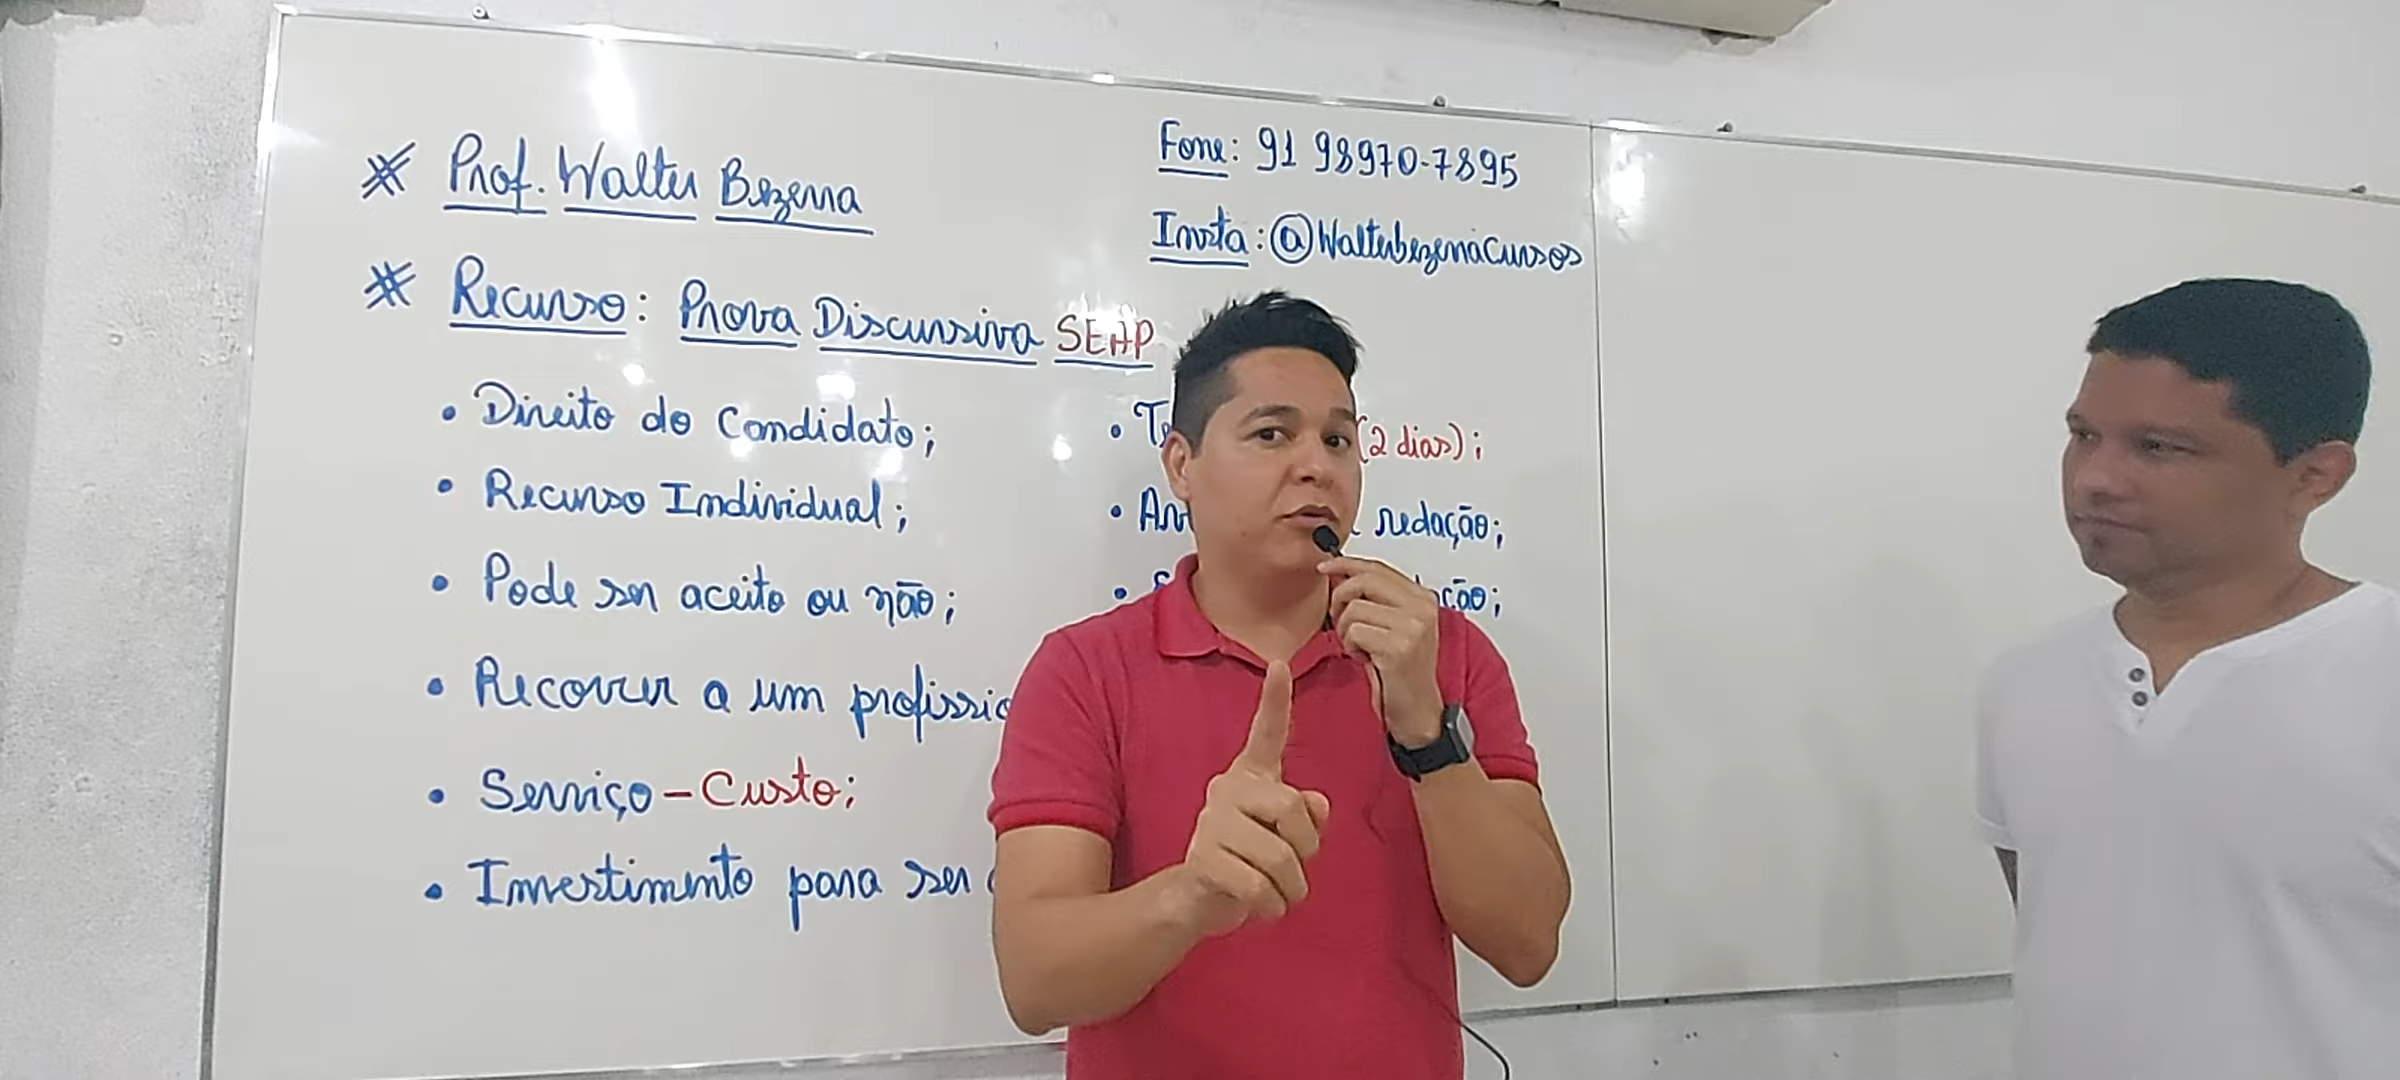 Prof. Walter Bezerra
Fone: 91 98970-7895
Insta: @Walterbezerracursos
Recurso: Prova Discursiva SEAP
• Direito do Candidato;
• Recurso Individual;
• Pode ser aceito ou não;
• Recorrer a um
• Serviço - Custo;
• Investimento para ser
• (2 dias);
• redação;
•